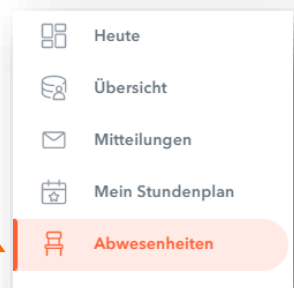 Heute
Übersicht
Mitteilungen
Mein Stundenplan
Abwesenheiten